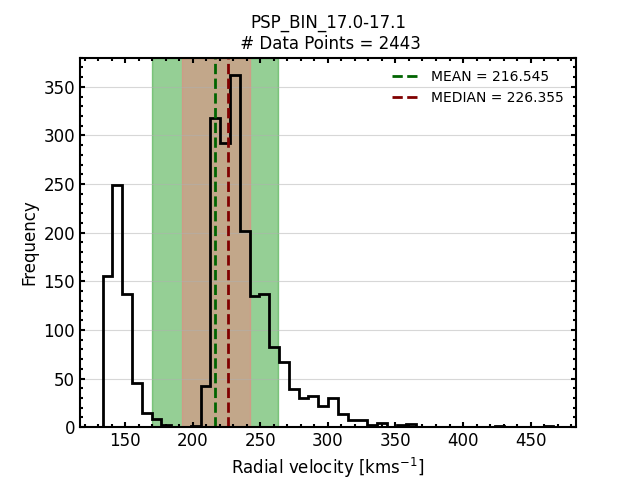 PSP_BIN_17.0-17.1
# Data Points = 2443
MEAN = 216.545
MEDIAN = 226.355
Frequency
350
300
250
200
150
100
50
0
150 200 250 300 350 400 450
Radial velocity [kms⁻¹]